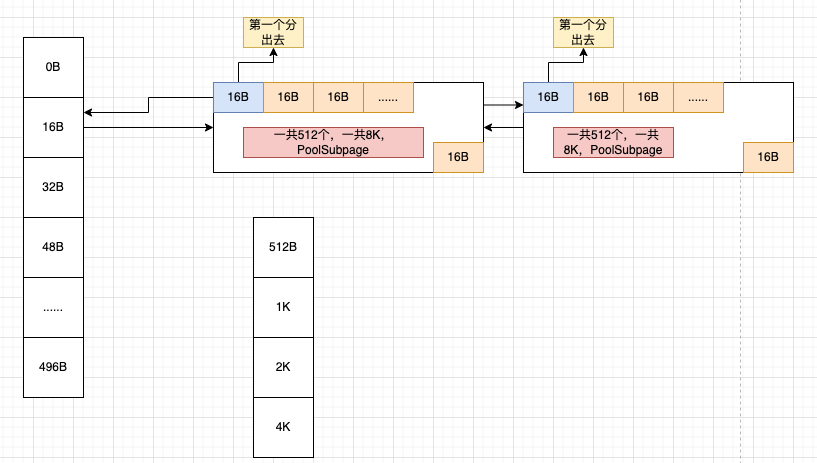 第一个分
出去
第一个分
出去
0B
16B
32B
48B
......
496B
16B
16B
16B
......
一共512个，一共8K，
PoolSubpage
16B
16B
16B
16B
......
一共512个，一共
8K，PoolSubpage
16B
512B
1K
2K
4K